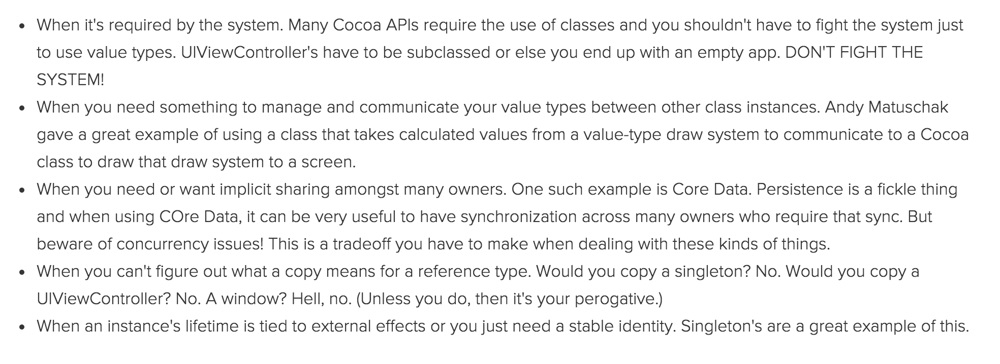 • When it's required by the system. Many Cocoa APIs require the use of classes and you shouldn't have to fight the system just
to use value types. UIViewController's have to be subclassed or else you end up with an empty app. DON'T FIGHT THE
SYSTEM!
• When you need something to manage and communicate your value types between other class instances. Andy Matuschak
gave a great example of using a class that takes calculated values from a value-type draw system to communicate to a Cocoa
class to draw that draw system to a screen.
• When you need or want implicit sharing amongst many owners. One such example is Core Data. Persistence is a fickle thing
and when using COre Data, it can be very useful to have synchronization across many owners who require that sync. But
beware of concurrency issues! This is a tradeoff you have to make when dealing with these kinds of things.
• When you can't figure out what a copy means for a reference type. Would you copy a singleton? No. Would you copy a
UIViewController? No. A window? Hell, no. (Unless you do, then it's your perogative.)
• When an instance's lifetime is tied to external effects or you just need a stable identity. Singleton's are a great example of this.